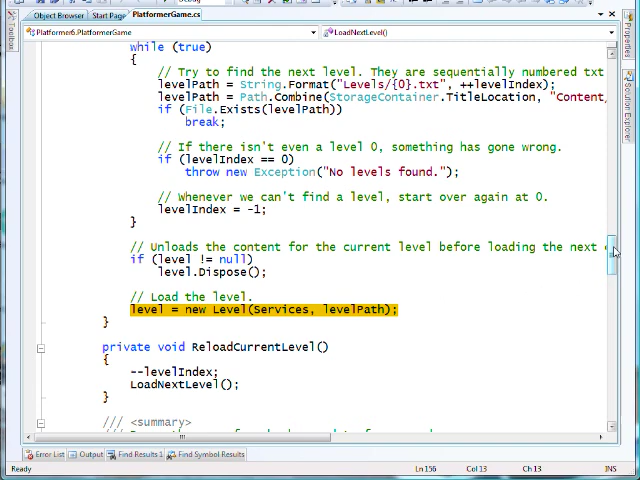 Object Browser Start Page PlatformerGame.cs
Platformer6.PlatformerGame LoadNextLevel()
Toolbox
Properties
Solution Explorer
while (true)
{
// Try to find the next level. They are sequentially numbered txt
levelPath = String.Format("Levels/{0}.txt", ++levelIndex);
levelPath = Path.Combine(StorageContainer.TitleLocation, "Content/
if (File.Exists(levelPath))
break;
// If there isn't even a level 0, something has gone wrong.
if (levelIndex == 0)
throw new Exception("No levels found.");
// Whenever we can't find a level, start over again at 0.
levelIndex = -1;
}
// Unloads the content for the current level before loading the next
if (level != null)
level.Dispose();
// Load the level.
level = new Level(Services, levelPath);
}
private void ReloadCurrentLevel()
{
--levelIndex;
LoadNextLevel();
}
/// <summary>
Error List Output Find Results 1 Find Symbol Results
Ready Ln 156 Col 13 Ch 13 INS